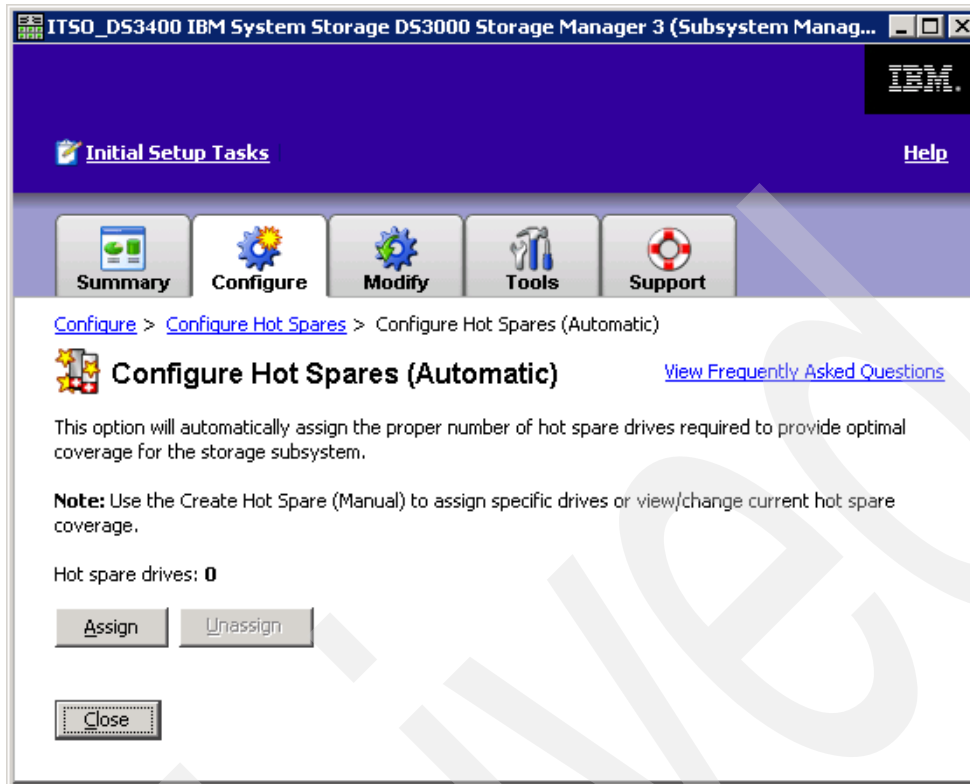 ITSO_DS3400 IBM System Storage DS3000 Storage Manager 3 (Subsystem Manag...
IBM.
Initial Setup Tasks
Help
Summary
Configure
Modify
Tools
Support
Configure > Configure Hot Spares > Configure Hot Spares (Automatic)
Configure Hot Spares (Automatic)
View Frequently Asked Questions
This option will automatically assign the proper number of hot spare drives required to provide optimal
coverage for the storage subsystem.
Note: Use the Create Hot Spare (Manual) to assign specific drives or view/change current hot spare
coverage.
Hot spare drives: 0
Assign
Unassign
Close